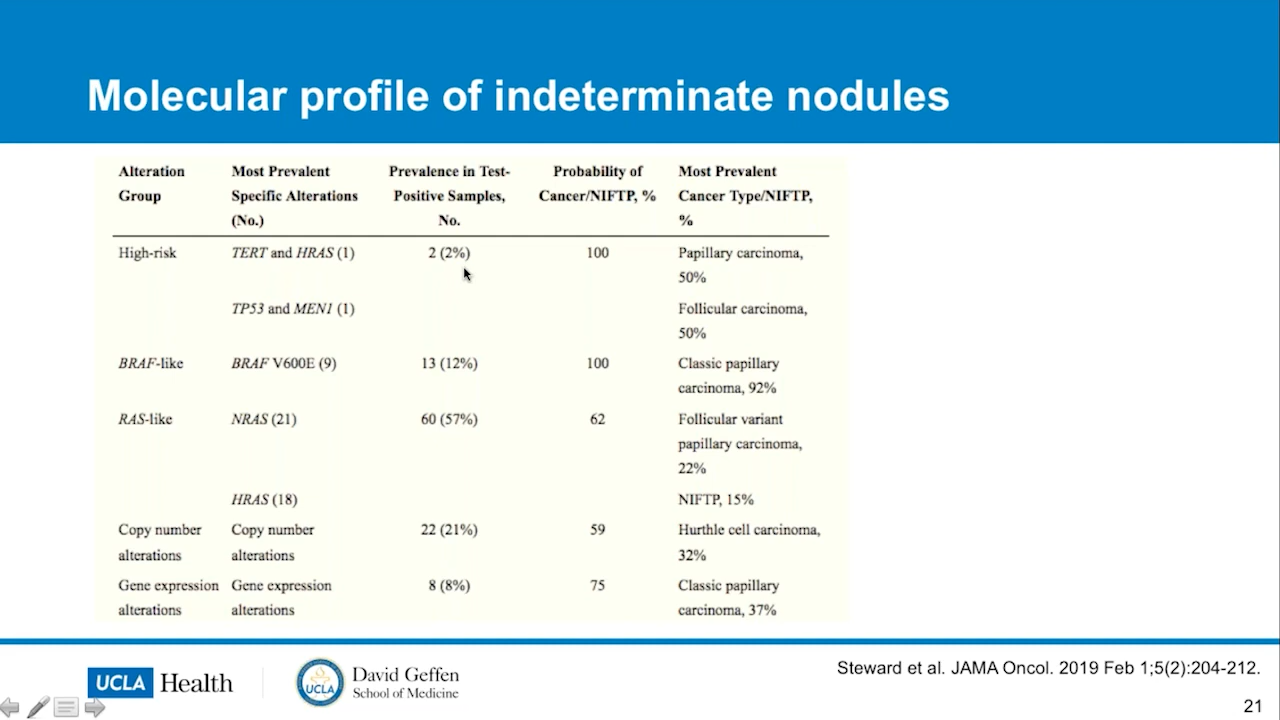 Molecular profile of indeterminate nodules
Alteration Group | Most Prevalent Specific Alterations (No.) | Prevalence in Test-Positive Samples, No. | Probability of Cancer/NIFTP, % | Most Prevalent Cancer Type/NIFTP, %
High-risk | TERT and HRAS (1) | 2 (2%) | 100 | Papillary carcinoma, 50%
TP53 and MEN1 (1) | Follicular carcinoma, 50%
BRAF-like | BRAF V600E (9) | 13 (12%) | 100 | Classic papillary carcinoma, 92%
RAS-like | NRAS (21) | 60 (57%) | 62 | Follicular variant papillary carcinoma, 22%
HRAS (18) | NIFTP, 15%
Copy number alterations | Copy number alterations | 22 (21%) | 59 | Hurthle cell carcinoma, 32%
Gene expression alterations | Gene expression alterations | 8 (8%) | 75 | Classic papillary carcinoma, 37%
UCLA Health
UCLA
David Geffen
School of Medicine
Steward et al. JAMA Oncol. 2019 Feb 1;5(2):204-212.
21